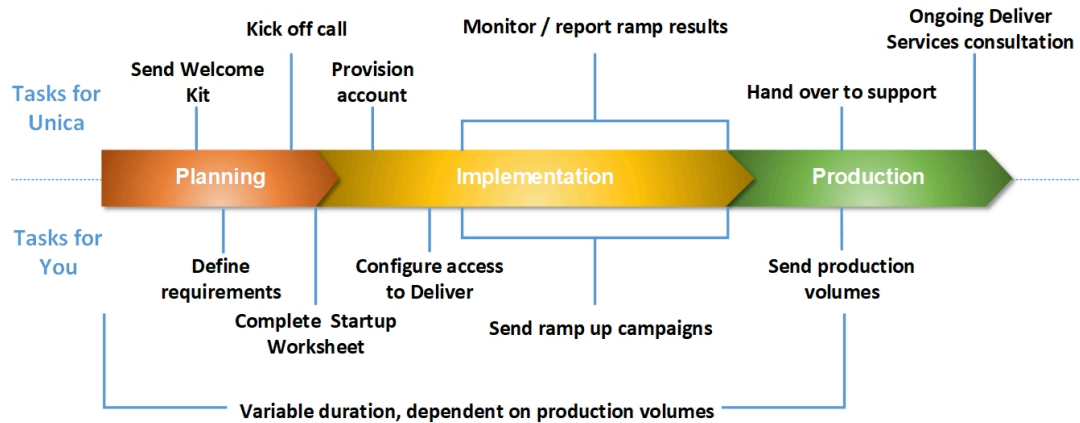 Ongoing Deliver
Services consultation
Kick off call
Monitor / report ramp results
Send Welcome
Kit
Provision
account
Hand over to support
Tasks for
Unica
Planning
Implementation
Production
Tasks for
You
Define
requirements
Configure access
to Deliver
Send production
volumes
Complete Startup
Worksheet
Send ramp up campaigns
Variable duration, dependent on production volumes